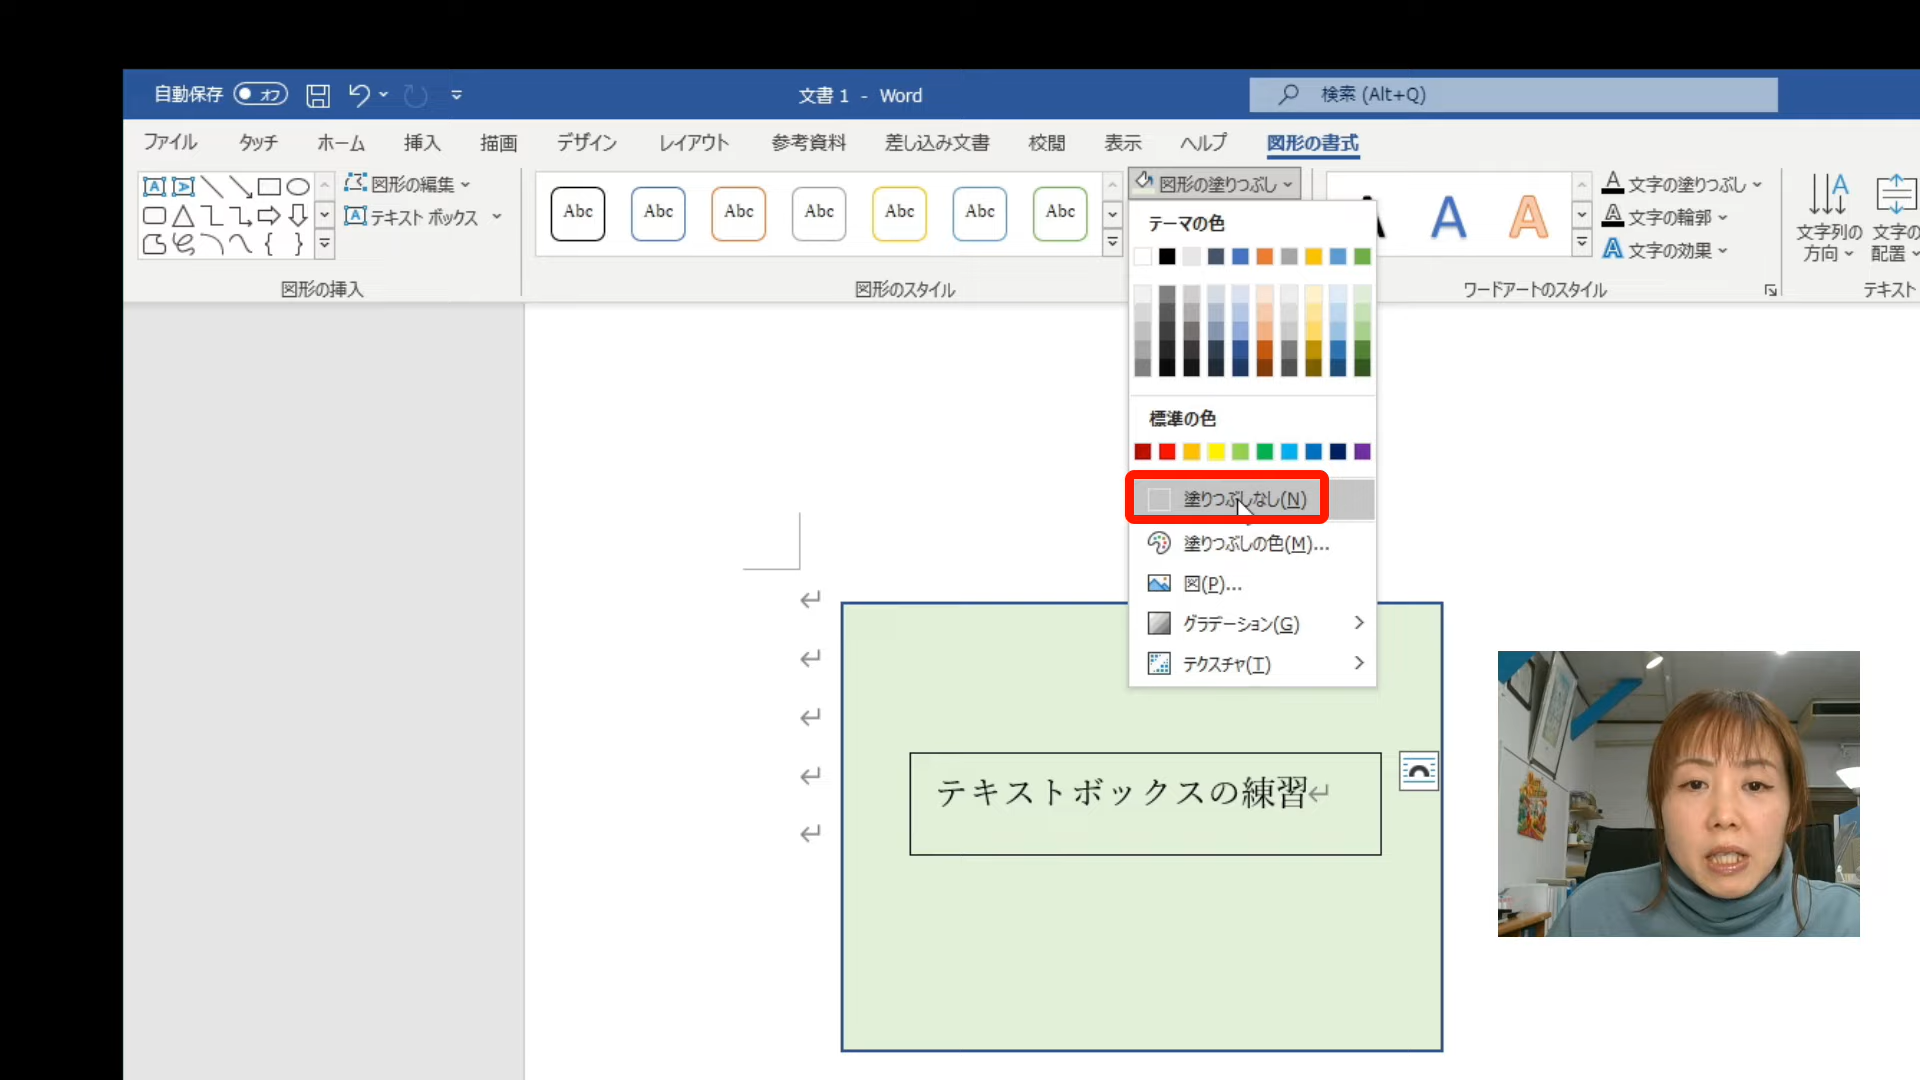 自動保存 オフ
文書 1 - Word
検索 (Alt+Q)
ファイル タッチ ホーム 挿入 描画 デザイン レイアウト 参考資料 差し込み文書 校閲 表示 ヘルプ 図形の書式
図形の編集
テキスト ボックス
図形の挿入
Abc Abc Abc Abc Abc Abc Abc
図形のスタイル
図形の塗りつぶし
A A A
文字の塗りつぶし
文字の輪郭
文字の効果
ワードアートのスタイル
文字列の
方向
文字の
配置
テキスト
テーマの色
標準の色
塗りつぶしなし(N)
塗りつぶしの色(M)...
図(P)...
グラデーション(G)
テクスチャ(T)
テキストボックスの練習